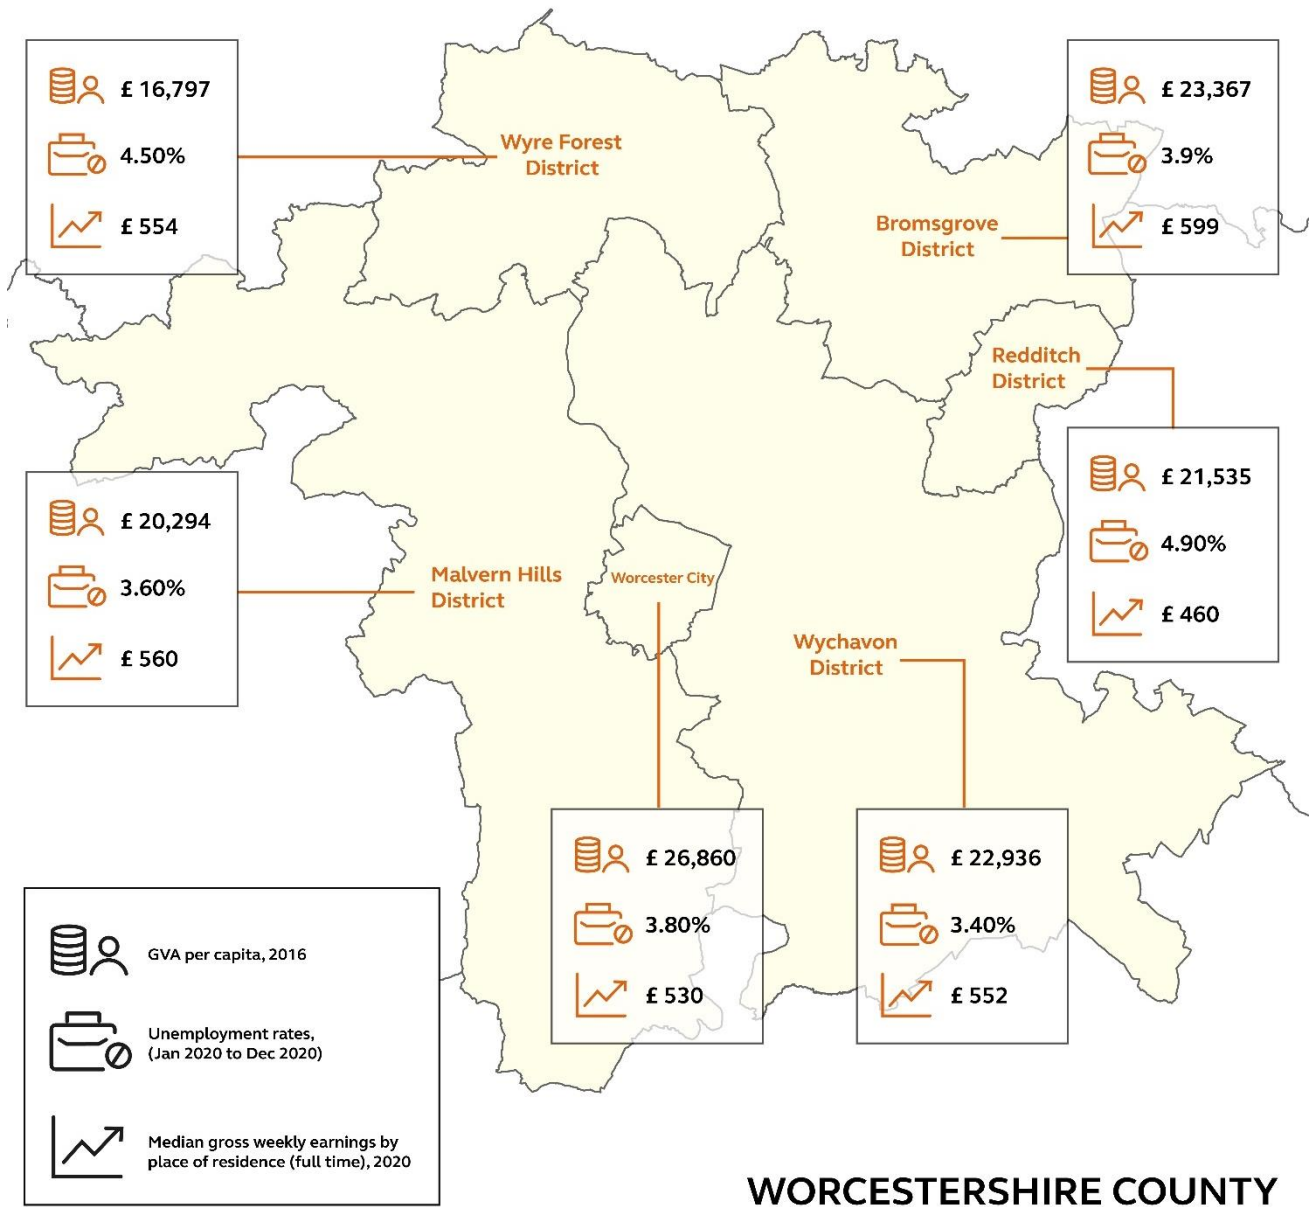 £ 16,797
4.50%
£ 554
Wyre Forest
District
£ 23,367
3.9%
£ 599
Bromsgrove
District
Redditch
District
£ 21,535
4.90%
£ 460
£ 20,294
3.60%
£ 560
Malvern Hills
District
Worcester City
Wychavon
District
£ 26,860
3.80%
£ 530
£ 22,936
3.40%
£ 552
GVA per capita, 2016
Unemployment rates,
(Jan 2020 to Dec 2020)
Median gross weekly earnings by
place of residence (full time), 2020
WORCESTERSHIRE COUNTY